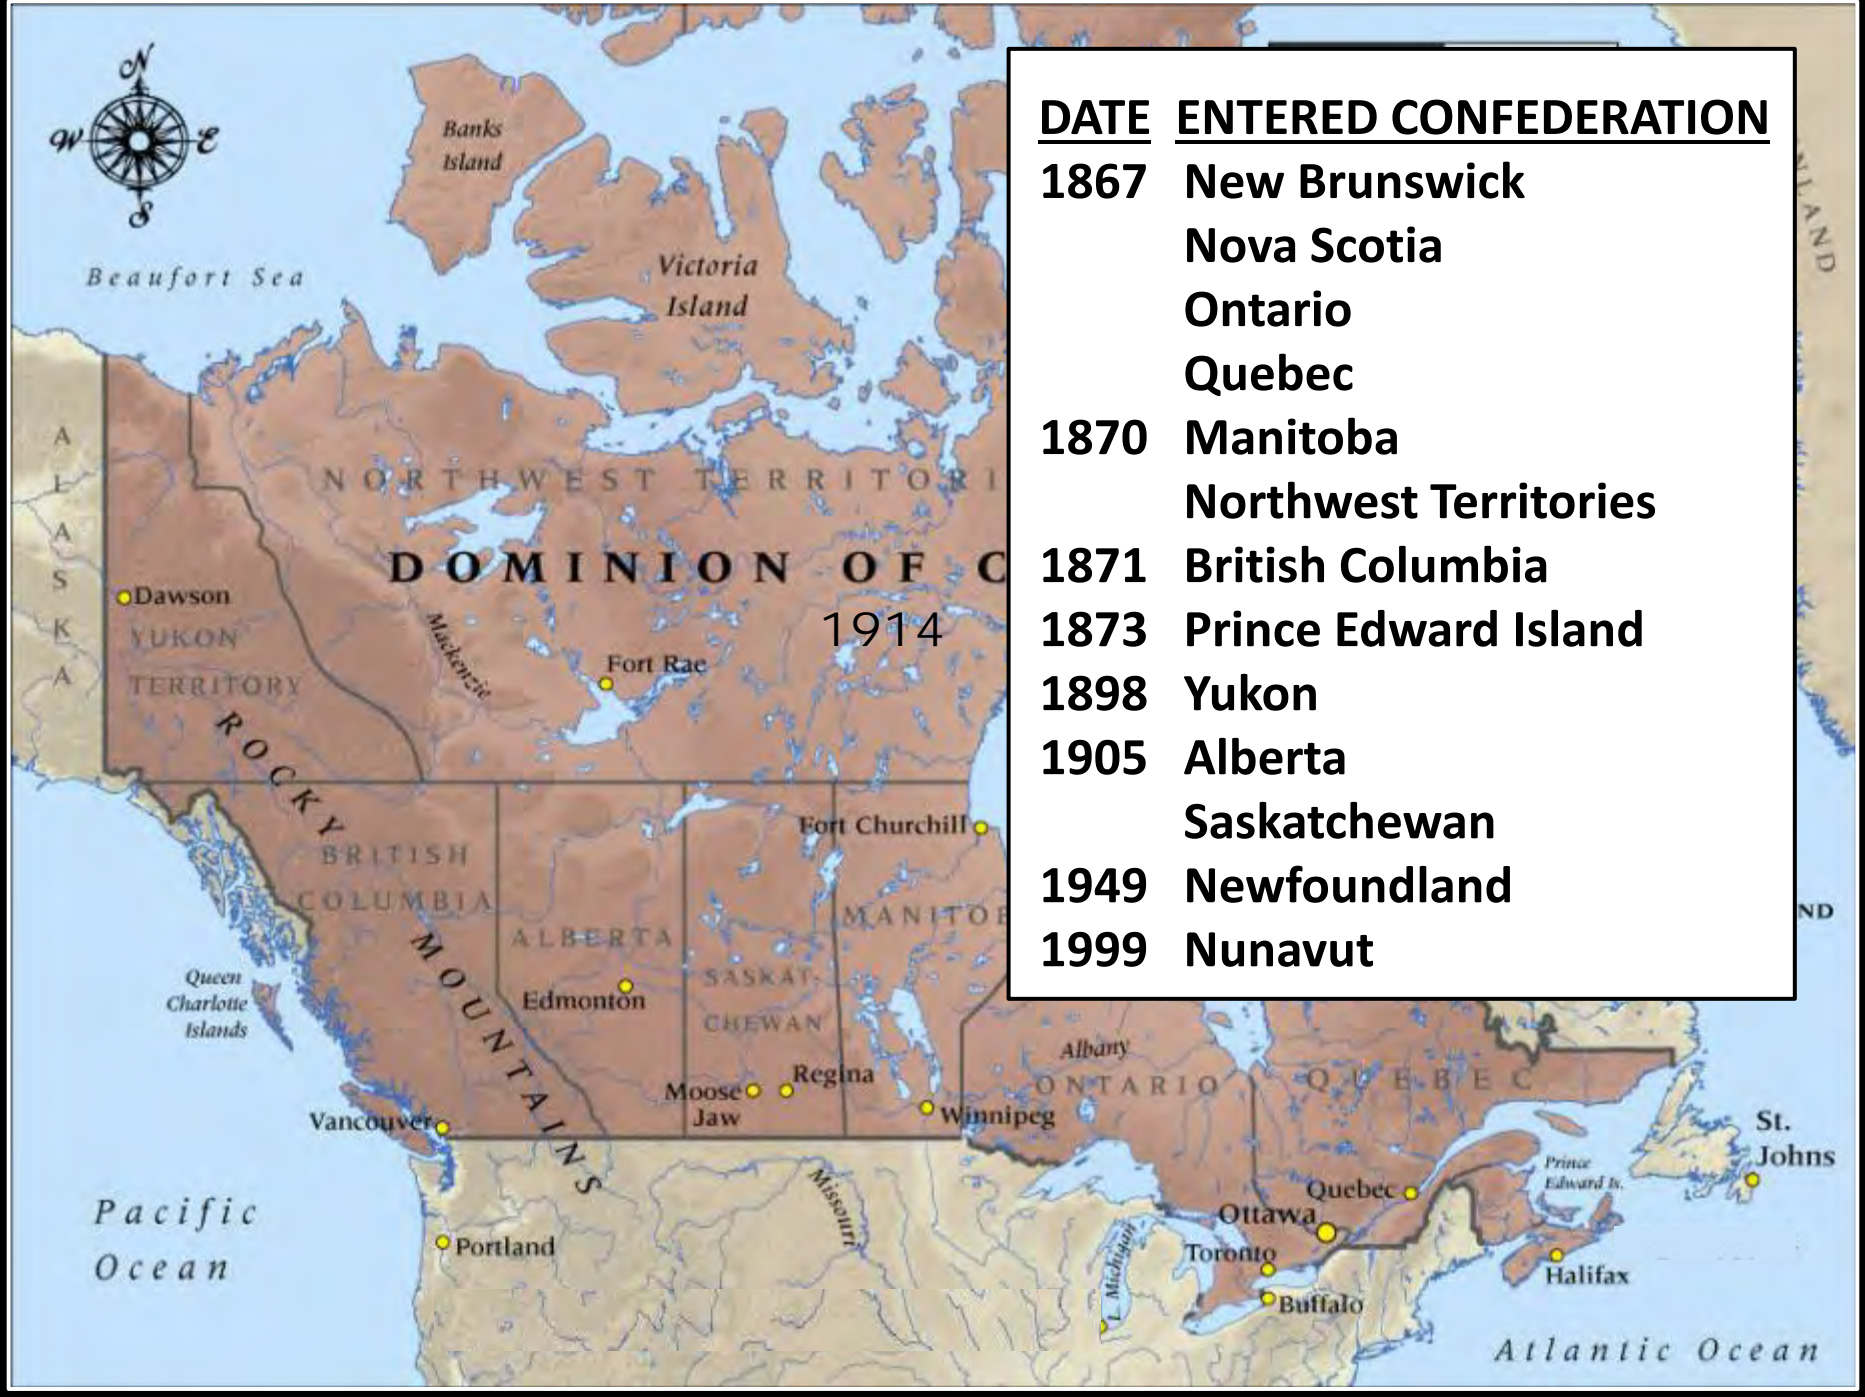 N
W E
S
Beaufort Sea
Banks
Island
Victoria
Island
ALASKA
NORTHWEST TERRITORI
DOMINION OF C
1914
Dawson
YUKON
TERRITORY
Mackenzie
Fort Rae
ROCKY MOUNTAINS
BRITISH
COLUMBIA
ALBERTA
Edmonton
SASKAT-
CHEWAN
Fort Churchill
MANITOB
Queen
Charlotte
Islands
Moose
Jaw
Regina
Winnipeg
Vancouver
Albany
ONTARIO
QUEBEC
Pacific
Ocean
Portland
Missouri
L. Michigan
Quebec
Ottawa
Toronto
Buffalo
Prince
Edward Is.
Halifax
St.
Johns
Atlantic Ocean
NLAND
ND
DATE ENTERED CONFEDERATION
1867 New Brunswick
Nova Scotia
Ontario
Quebec
1870 Manitoba
Northwest Territories
1871 British Columbia
1873 Prince Edward Island
1898 Yukon
1905 Alberta
Saskatchewan
1949 Newfoundland
1999 Nunavut